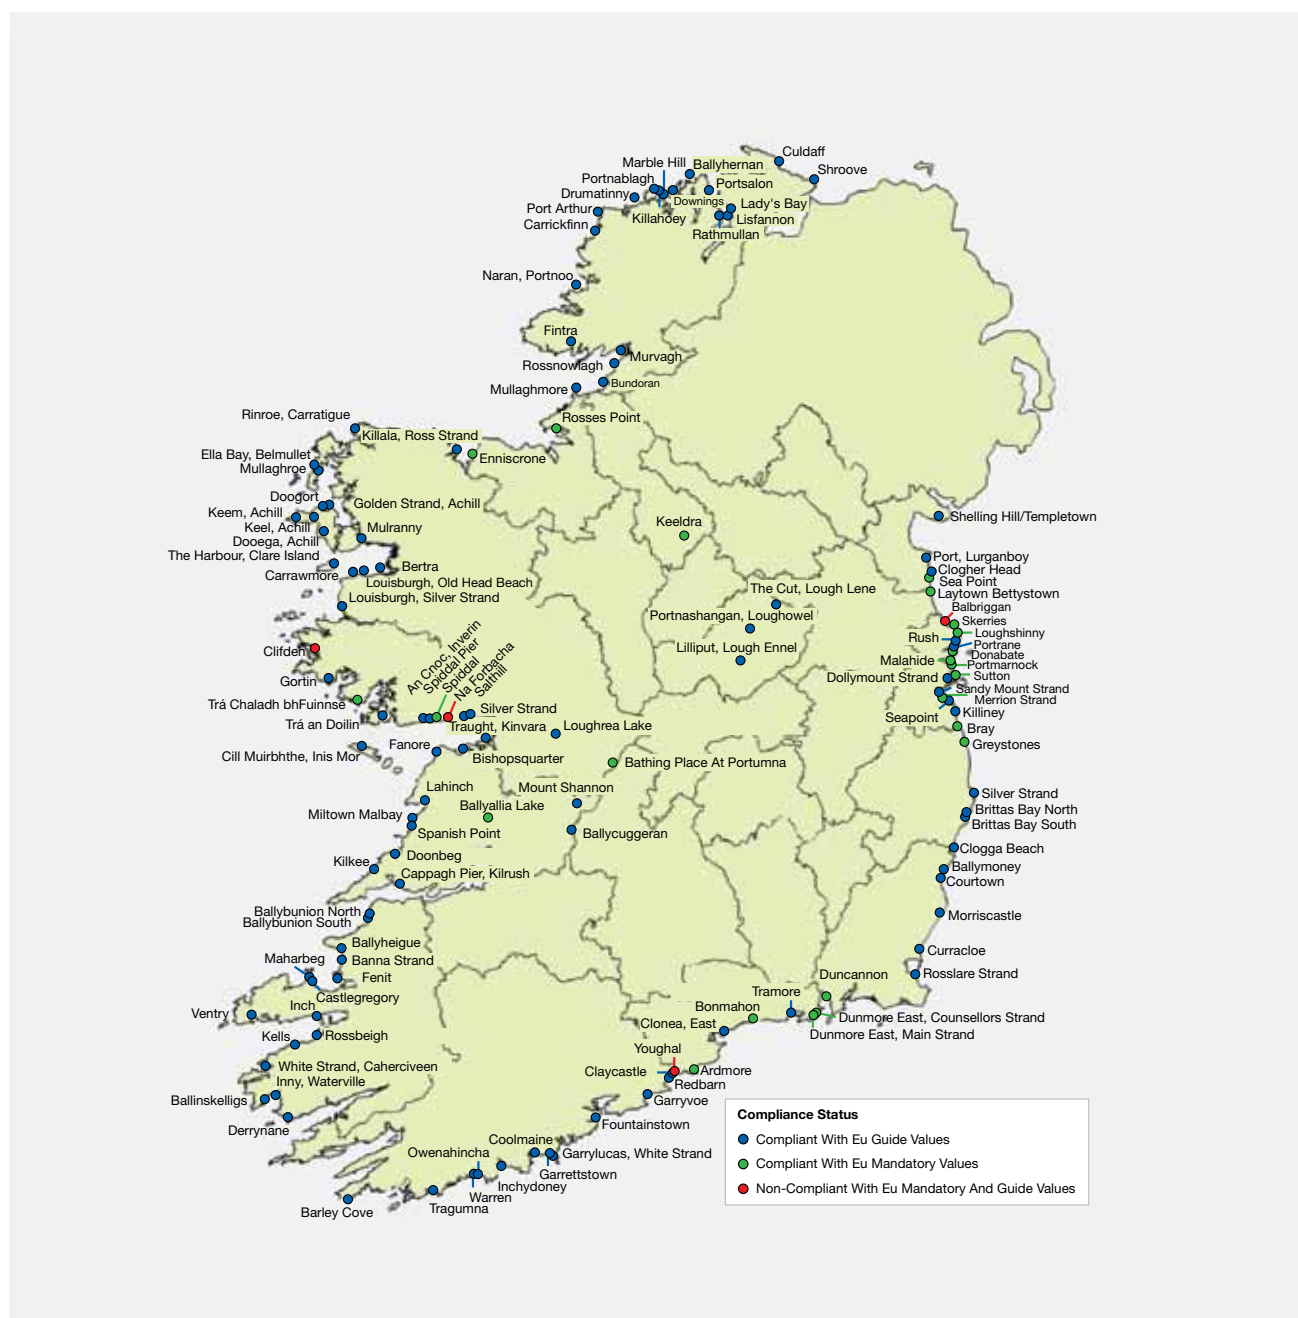 Culdaff
Marble Hill
Ballyhernan
Shroove
Portnablagh
Portsalon
Drumatinny
Downings
Lady's Bay
Port Arthur
Killahoey
Lisfannon
Carrickfinn
Rathmullan
Naran, Portnoo
Fintra
Murvagh
Rossnowlagh
Bundoran
Mullaghmore
Rinroe, Carratigue
Rosses Point
Killala, Ross Strand
Ella Bay, Belmullet
Enniscrone
Mullaghroe
Doogort
Golden Strand, Achill
Keem, Achill
Shelling Hill/Templetown
Keeldra
Keel, Achill
Mulranny
Dooega, Achill
The Harbour, Clare Island
Port, Lurganboy
Bertra
Clogher Head
Carrawmore
Sea Point
Louisburgh, Old Head Beach
The Cut, Lough Lene
Laytown Bettystown
Louisburgh, Silver Strand
Balbriggan
Portnashangan, Loughowel
Skerries
Loughshinny
Rush
Portrane
Lilliput, Lough Ennel
Clifden
Donabate
Malahide
Portmarnock
An Cnoc, Inverin
Spiddal Pier
Spiddal
Na Forbacha
Salthill
Sutton
Dollymount Strand
Gortin
Sandy Mount Strand
Merrion Strand
Trá Chaladh bhFuinnse
Silver Strand
Killiney
Seapoint
Trá an Doilin
Traught, Kinvara
Loughrea Lake
Bray
Fanore
Greystones
Cill Muirbhthe, Inis Mor
Bishopsquarter
Bathing Place At Portumna
Lahinch
Mount Shannon
Silver Strand
Ballyallia Lake
Brittas Bay North
Miltown Malbay
Brittas Bay South
Spanish Point
Ballycuggeran
Clogga Beach
Doonbeg
Kilkee
Ballymoney
Cappagh Pier, Kilrush
Courtown
Ballybunion North
Morriscastle
Ballybunion South
Ballyheigue
Curracloe
Maharbeg
Banna Strand
Rosslare Strand
Duncannon
Fenit
Tramore
Castlegregory
Inch
Bonmahon
Ventry
Dunmore East, Counsellors Strand
Clonea, East
Kells
Rossbeigh
Dunmore East, Main Strand
Youghal
White Strand, Caherciveen
Claycastle
Ardmore
Inny, Waterville
Redbarn
Ballinskelligs
Garryvoe
Derrynane
Fountainstown
Coolmaine
Owenahincha
Garrylucas, White Strand
Garrettstown
Inchydoney
Warren
Tragumna
Barley Cove
Compliance Status
Compliant With Eu Guide Values
Compliant With Eu Mandatory Values
Non-Compliant With Eu Mandatory And Guide Values